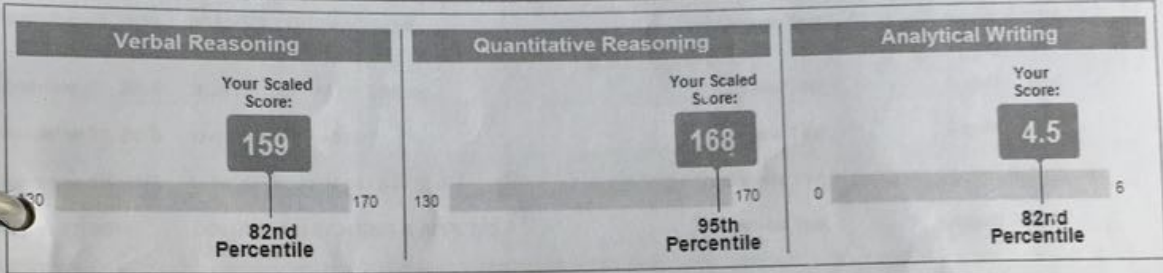 Verbal Reasoning
Your Scaled
Score:
159
170
82nd
Percentile
Quantitative Reasoning
Your Scaled
Score:
168
130
170
95th
Percentile
Analytical Writing
Your
Score:
4.5
0
6
82nd
Percentile